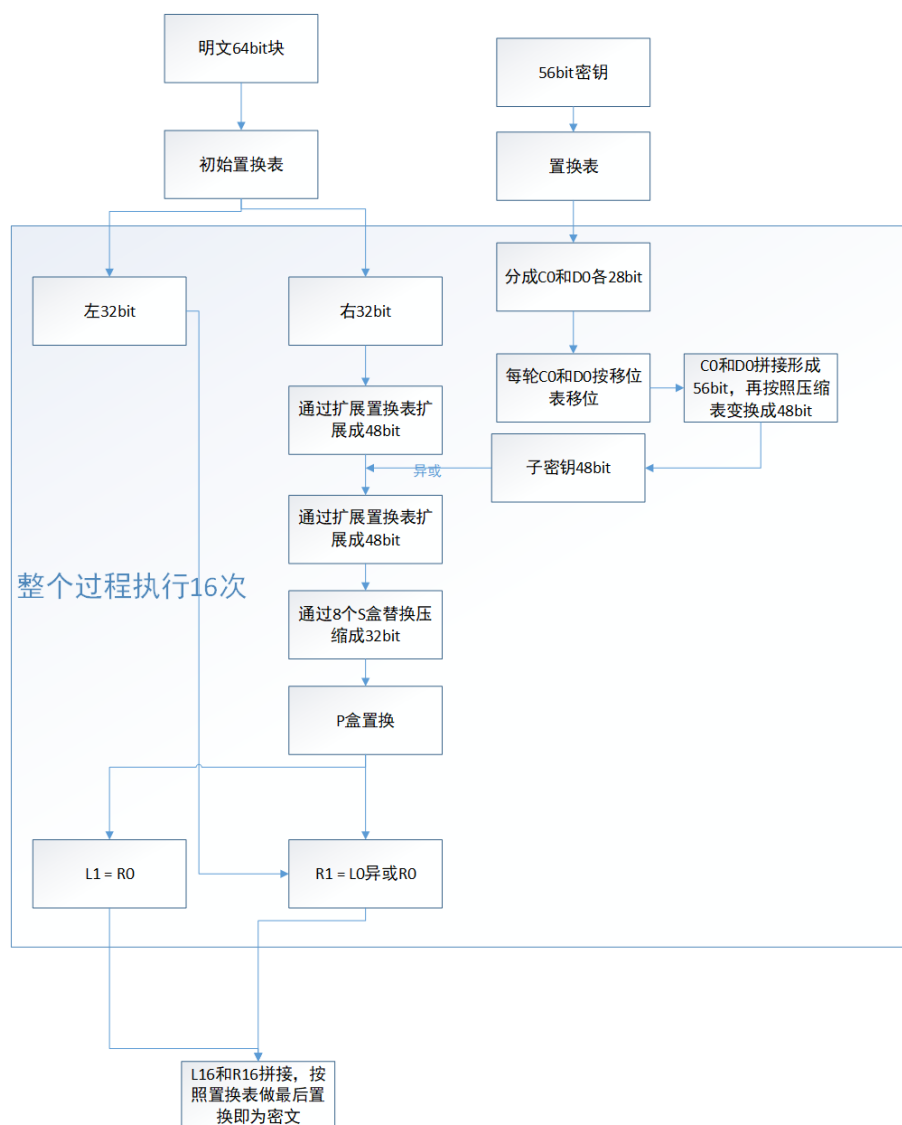 明文64bit块
56bit密钥
初始置换表
置换表
分成C0和D0各28bit
左32bit
右32bit
每轮C0和D0按移位
表移位
C0和D0拼接形成
56bit，再按照压缩
表变换成48bit
通过扩展置换表扩
展成48bit
异或
子密钥48bit
通过扩展置换表扩
展成48bit
整个过程执行16次
通过8个S盒替换压
缩成32bit
P盒置换
L1 = R0
R1 = L0异或R0
L16和R16拼接，按
照置换表做最后置
换即为密文